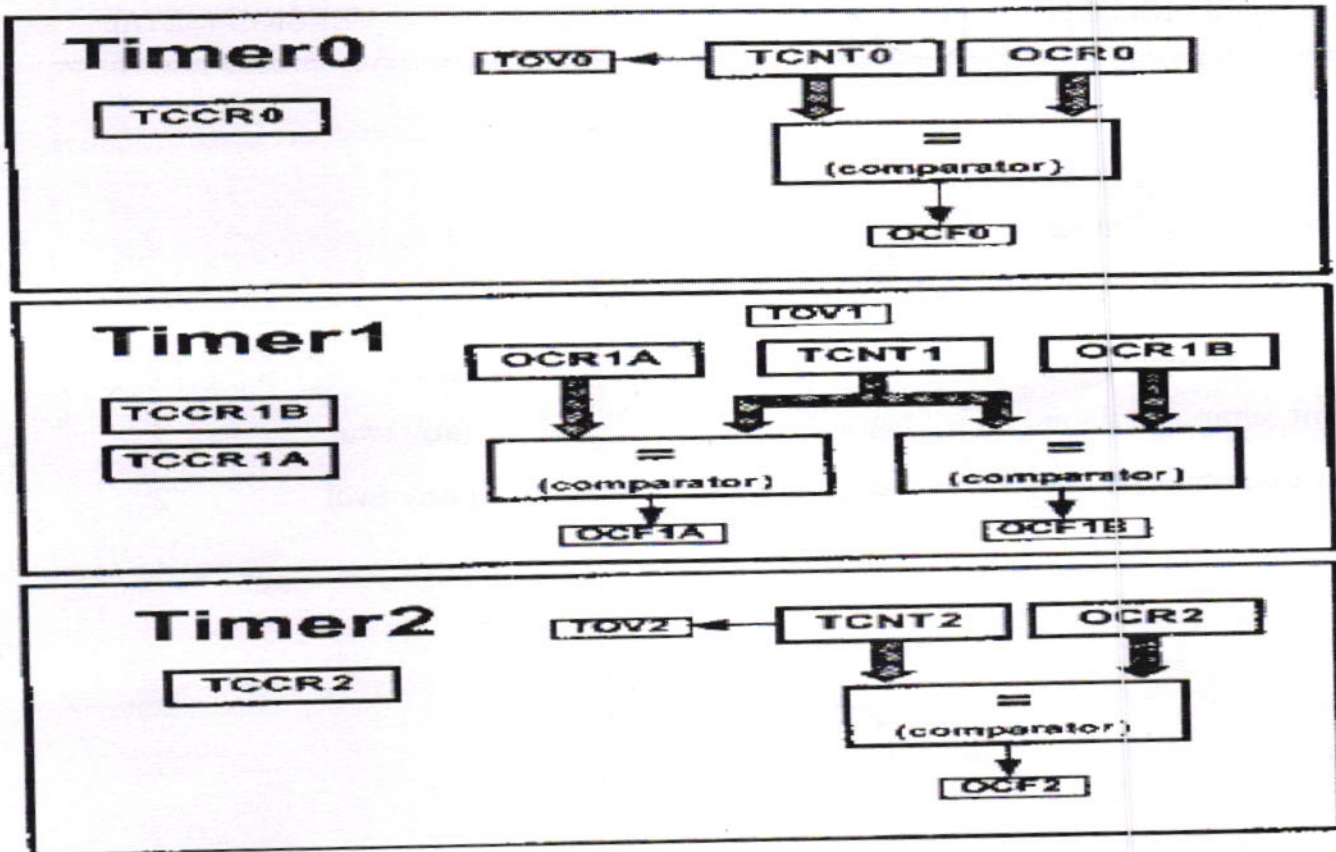 Timer0
TOV0 TCNT0 OCR0
TCCR0
=
(comparator)
OCF0
Timer1
TOV1
OCR1A TCNT1 OCR1B
TCCR1B
TCCR1A
= =
(comparator) (comparator)
OCF1A OCF1B
Timer2
TOV2 TCNT2 OCR2
TCCR2
=
(comparator)
OCF2